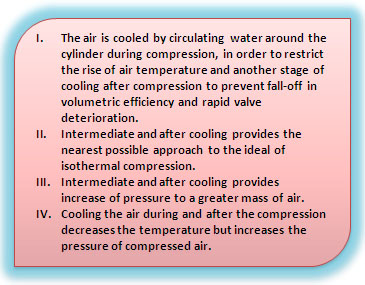 I. The air is cooled by circulating water around the
cylinder during compression, in order to restrict
the rise of air temperature and another stage of
cooling after compression to prevent fall-off in
volumetric efficiency and rapid valve
deterioration.
II. Intermediate and after cooling provides the
nearest possible approach to the ideal of
isothermal compression.
III. Intermediate and after cooling provides
increase of pressure to a greater mass of air.
IV. Cooling the air during and after the compression
decreases the temperature but increases the
pressure of compressed air.